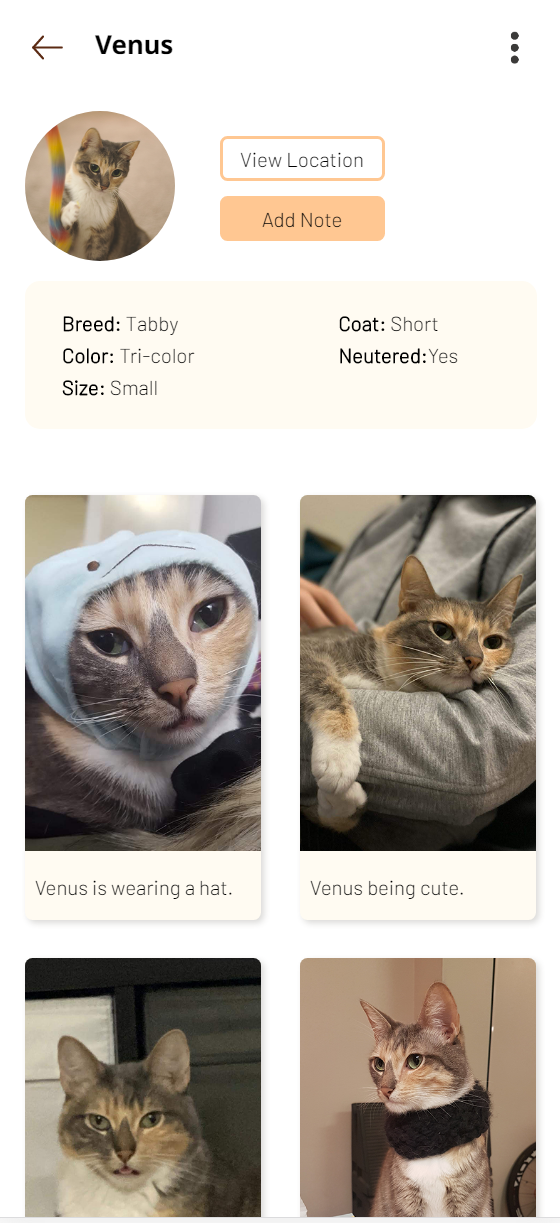 Venus
View Location
Add Note
Breed: Tabby
Color: Tri-color
Size: Small
Coat: Short
Neutered:Yes
Venus is wearing a hat.
Venus being cute.